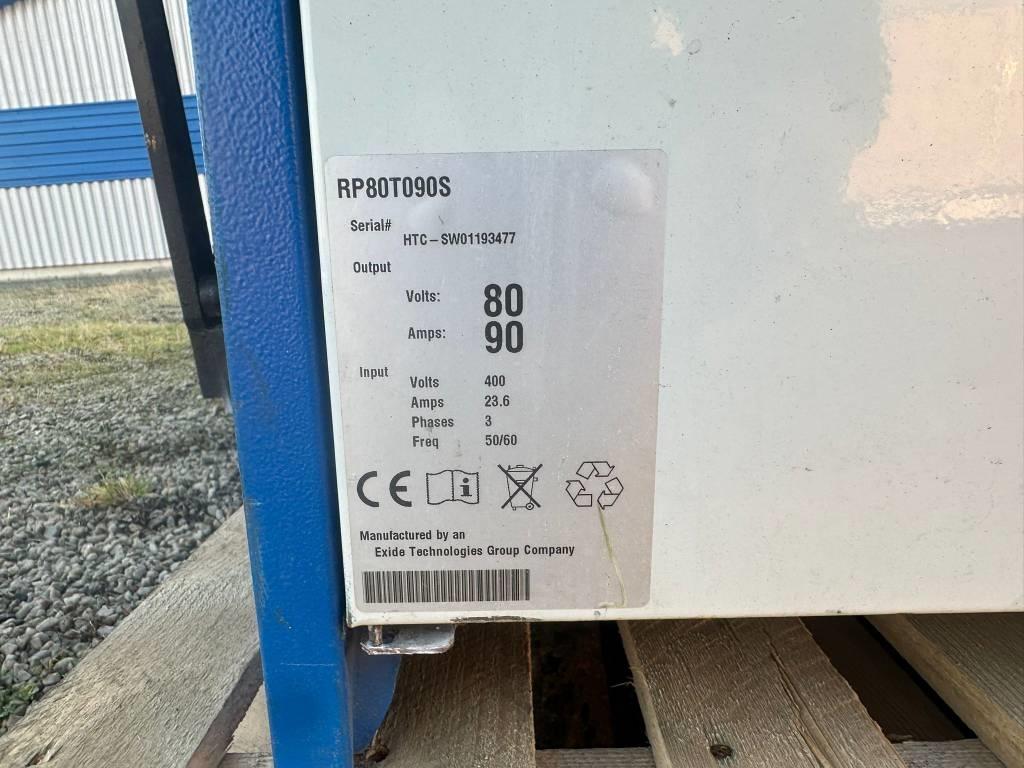 RP80T090S
Serial#
HTC-SW01193477
Output
Volts: 80
Amps: 90
Input
Volts 400
Amps 23.6
Phases 3
Freq 50/60
CE i
Manufactured by an
Exide Technologies Group Company